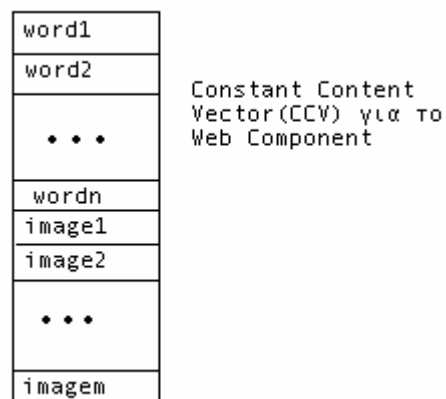 word1
word2
• • •
wordn
image1
image2
• • •
imagem
Constant Content
Vector(CCV) για το
Web Component